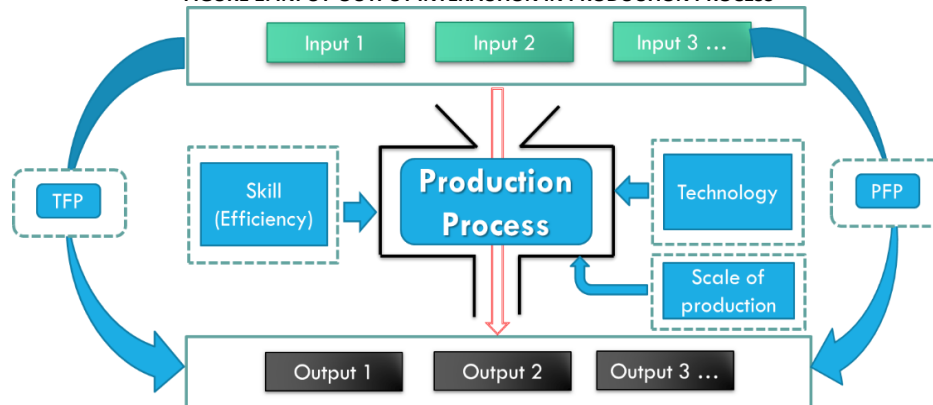 Input 1
Input 2
Input 3 ...
TFP
Skill
(Efficiency)
Production
Process
Technology
PFP
Scale of
production
Output 1
Output 2
Output 3 ...